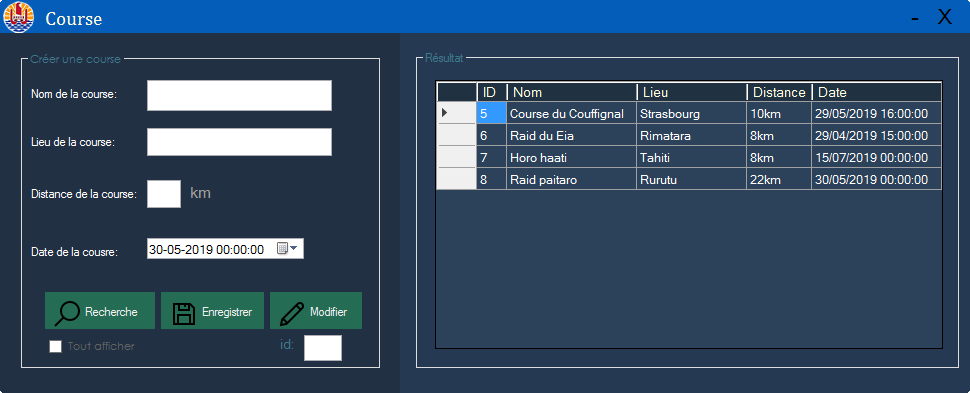 Course
- X
Créer une course
Nom de la course:
Lieu de la course:
Distance de la course: km
Date de la cousre: 30-05-2019 00:00:00
Recherche Enregistrer Modifier
Tout afficher id:
Résultat
ID Nom Lieu Distance Date
5 Course du Couffignal Strasbourg 10km 29/05/2019 16:00:00
6 Raid du Eia Rimatara 8km 29/04/2019 15:00:00
7 Horo haati Tahiti 8km 15/07/2019 00:00:00
8 Raid paitaro Rurutu 22km 30/05/2019 00:00:00